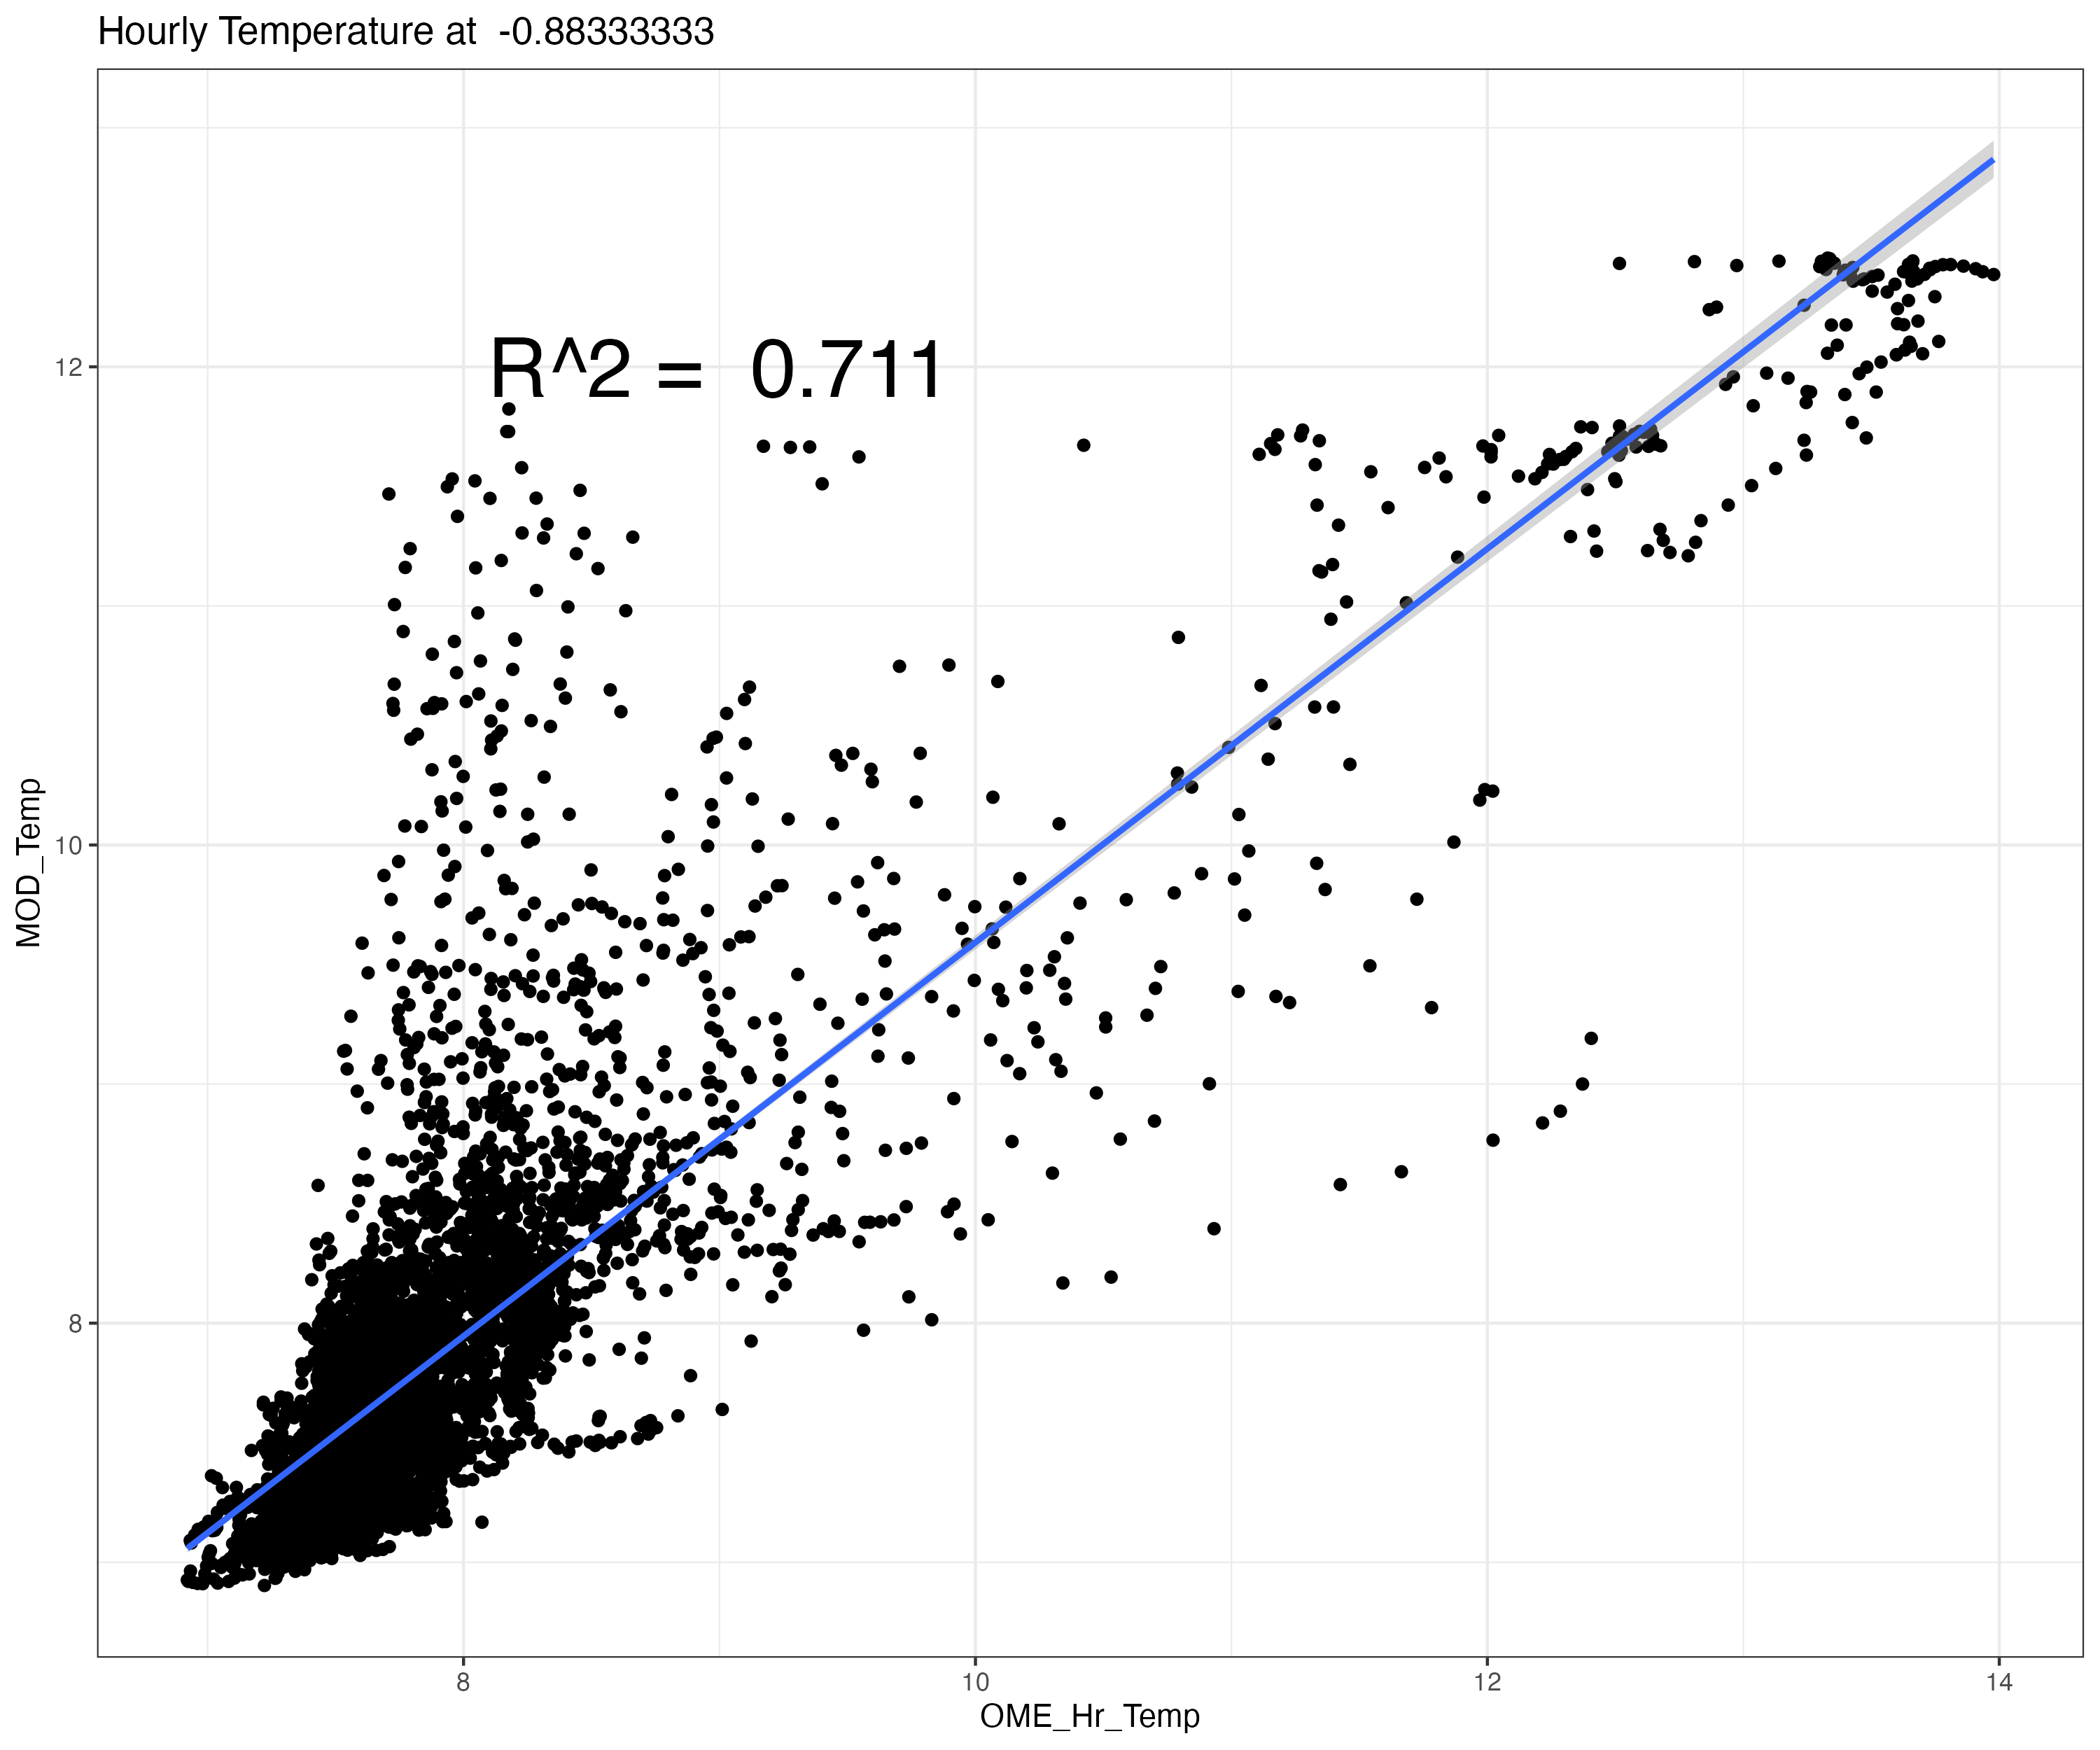 Hourly Temperature at  -0.88333333
R^2 =  0.711
MOD_Temp
12
10
8
8
10
12
14
OME_Hr_Temp